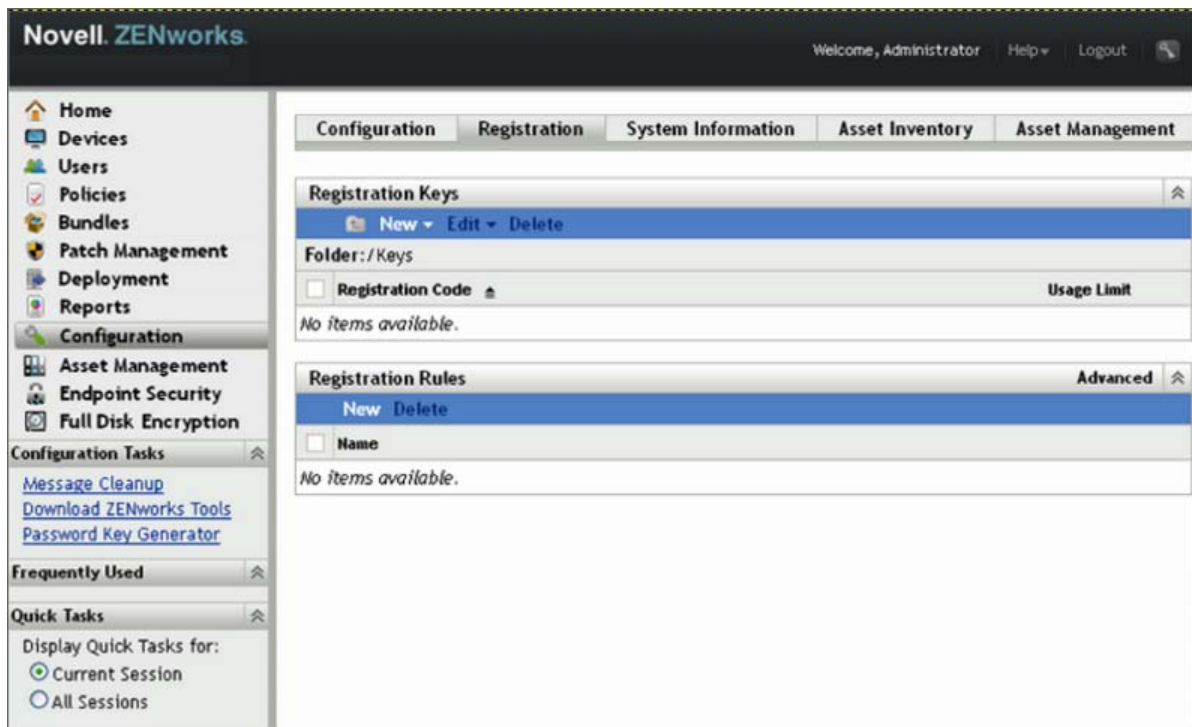 Novell. ZENworks.
Welcome, Administrator Help Logout
Home
Devices
Users
Policies
Bundles
Patch Management
Deployment
Reports
Configuration
Asset Management
Endpoint Security
Full Disk Encryption
Configuration Tasks
Message Cleanup
Download ZENworks Tools
Password Key Generator
Frequently Used
Quick Tasks
Display Quick Tasks for:
Current Session
All Sessions
Configuration Registration System Information Asset Inventory Asset Management
Registration Keys
New Edit Delete
Folder:/Keys
Registration Code Usage Limit
No items available.
Registration Rules Advanced
New Delete
Name
No items available.